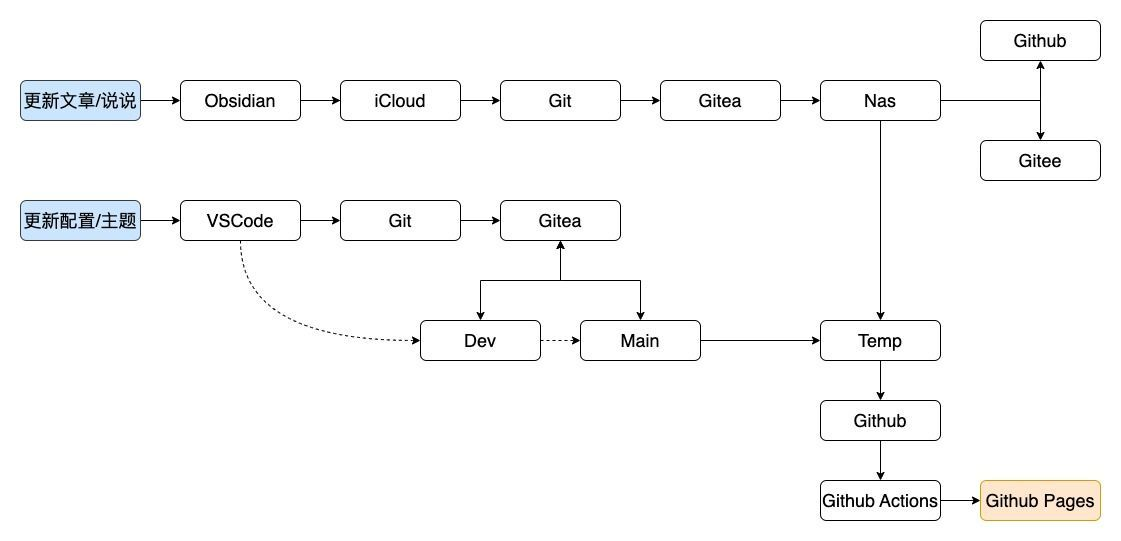 Github
更新文章/说说
Obsidian
iCloud
Git
Gitea
Nas
Gitee
更新配置/主题
VSCode
Git
Gitea
Dev
Main
Temp
Github
Github Actions
Github Pages